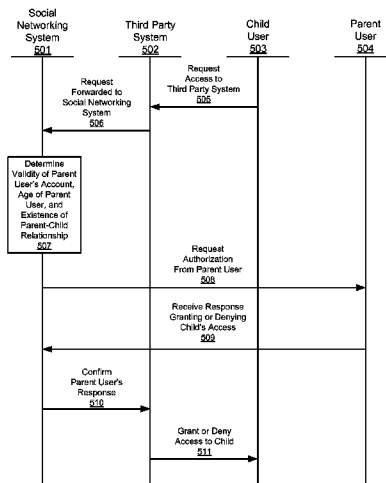 Social
Networking
System
501
Third Party
System
502
Child
User
503
Parent
User
504
Request
Access to
Third Party System
505
Request
Forwarded to
Social Networking
System
506
Determine
Validity of Parent
User's Account,
Age of Parent
User, and
Existence of
Parent-Child
Relationship
507
Request
Authorization
From Parent User
508
Receive Response
Granting or Denying
Child's Access
509
Confirm
Parent User's
Response
510
Grant or Deny
Access to Child
511